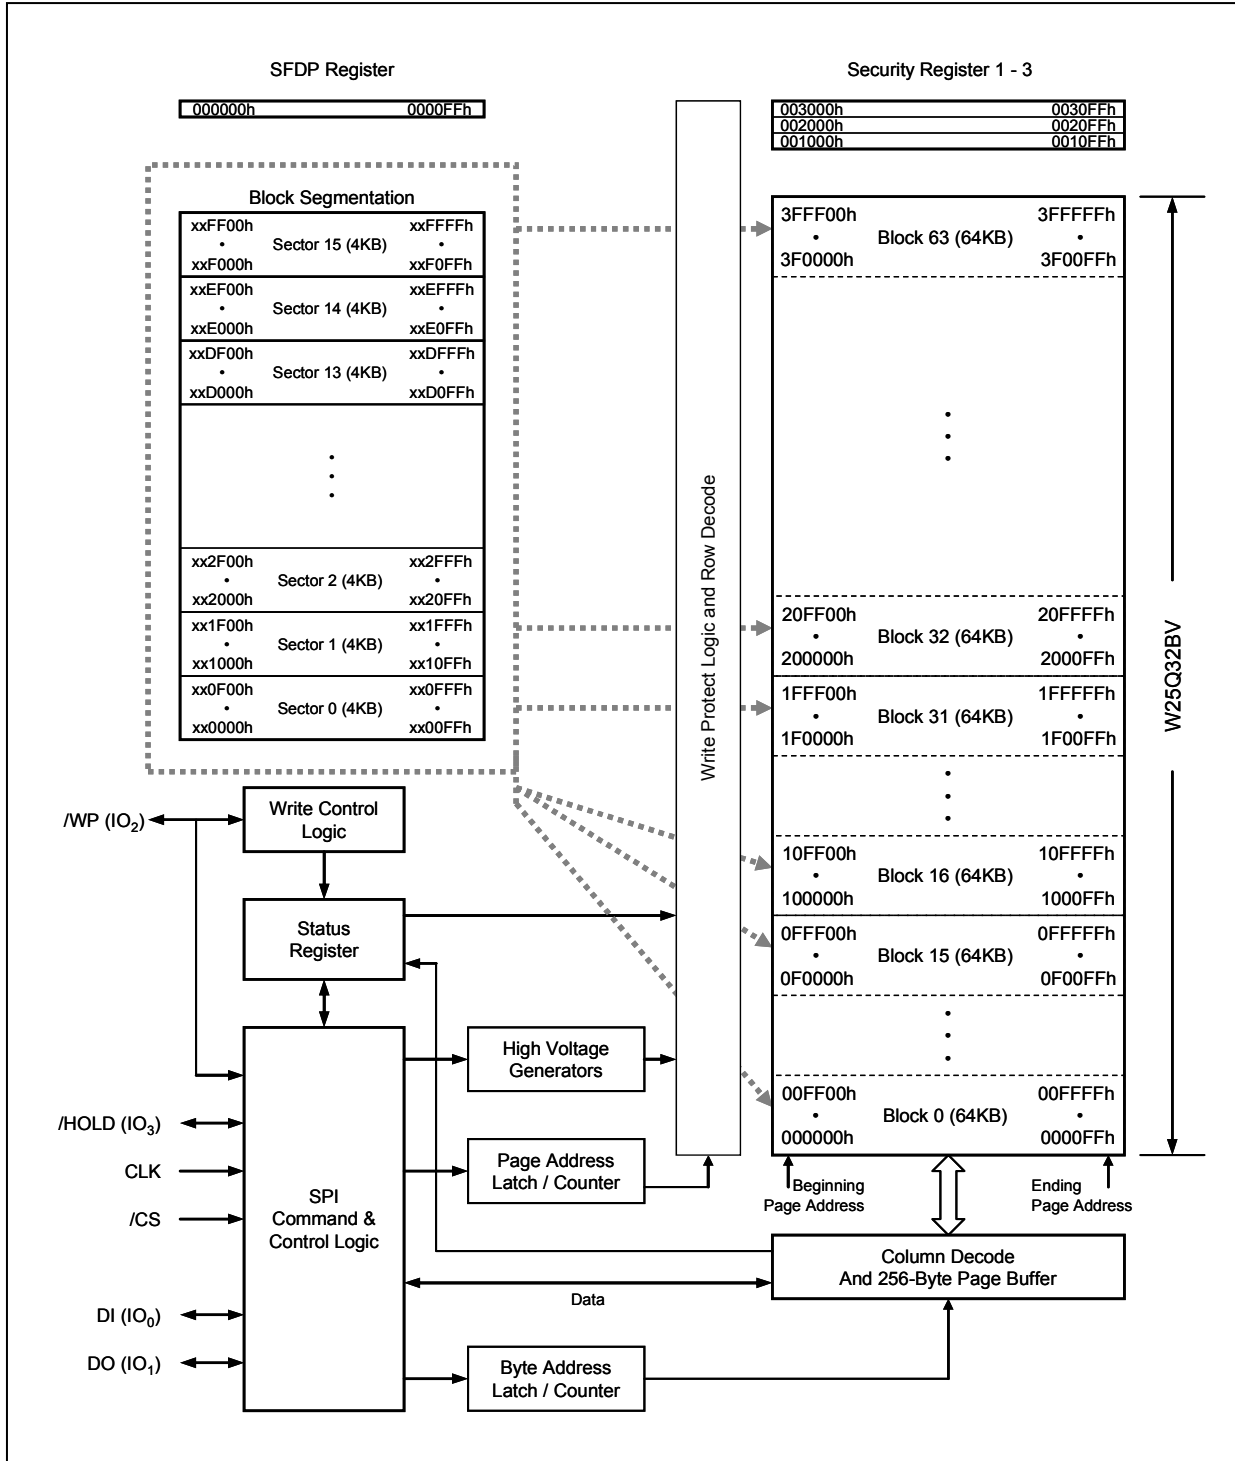 SFDP Register
000000h 0000FFh
Security Register 1 - 3
003000h 0030FFh
002000h 0020FFh
001000h 0010FFh
Block Segmentation
xxFF00h xxFFFFh
• Sector 15 (4KB) •
xxF000h xxF0FFh
xxEF00h xxEFFFh
• Sector 14 (4KB) •
xxE000h xxE0FFh
xxDF00h xxDFFFh
• Sector 13 (4KB) •
xxD000h xxD0FFh
xx2F00h xx2FFFh
• Sector 2 (4KB) •
xx2000h xx20FFh
xx1F00h xx1FFFh
• Sector 1 (4KB) •
xx1000h xx10FFh
xx0F00h xx0FFFh
• Sector 0 (4KB) •
xx0000h xx00FFh
Write Protect Logic and Row Decode
3FFF00h 3FFFFFh
• Block 63 (64KB) •
3F0000h 3F00FFh
20FF00h 20FFFFh
• Block 32 (64KB) •
200000h 2000FFh
1FFF00h 1FFFFFh
• Block 31 (64KB) •
1F0000h 1F00FFh
10FF00h 10FFFFh
• Block 16 (64KB) •
100000h 1000FFh
0FFF00h 0FFFFFh
• Block 15 (64KB) •
0F0000h 0F00FFh
00FF00h 00FFFFh
• Block 0 (64KB) •
000000h 0000FFh
W25Q32BV
Beginning
Page Address
Ending
Page Address
/WP (IO2)
Write Control
Logic
Status
Register
High Voltage
Generators
/HOLD (IO3)
CLK
/CS
DI (IO0)
DO (IO1)
SPI
Command &
Control Logic
Page Address
Latch / Counter
Column Decode
And 256-Byte Page Buffer
Data
Byte Address
Latch / Counter